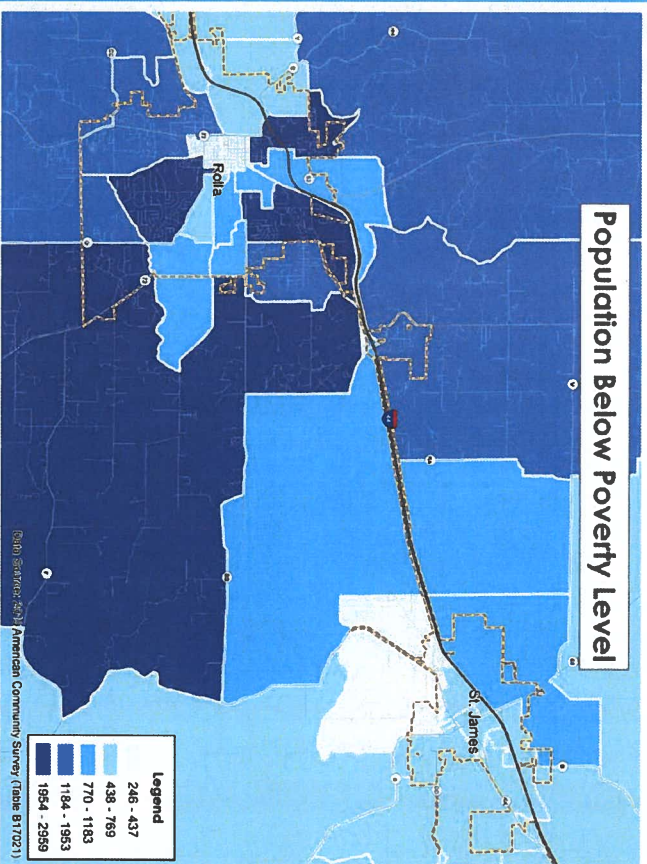 Population Below Poverty Level
Rolla
St. James
Legend
246 - 437
438 - 769
770 - 1183
1184 - 1953
1954 - 2959
American Community Survey (Table B17021)